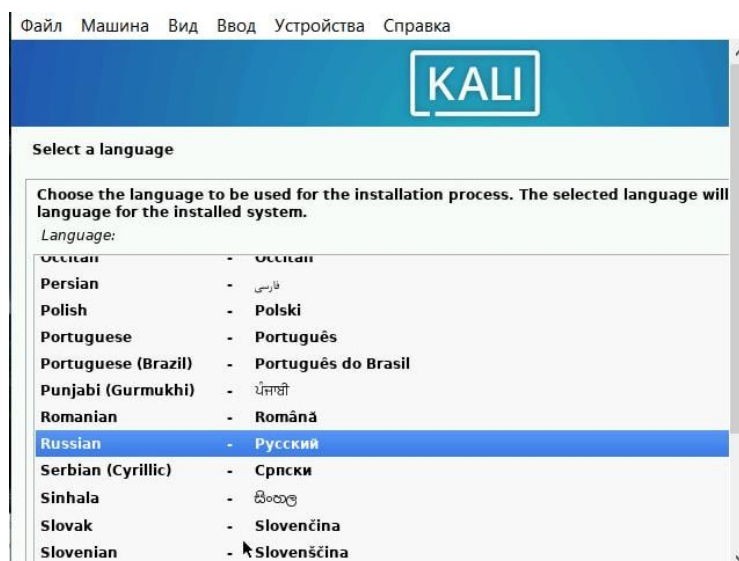 Файл Машина Вид Ввод Устройства Справка
KALI
Select a language
Choose the language to be used for the installation process. The selected language will
language for the installed system.
Language:
Occitan - Occitan
Persian - فارسی
Polish - Polski
Portuguese - Português
Portuguese (Brazil) - Português do Brasil
Punjabi (Gurmukhi) - ਪੰਜਾਬੀ
Romanian - Română
Russian - Русский
Serbian (Cyrillic) - Српски
Sinhala - සිංහල
Slovak - Slovenčina
Slovenian - Slovenščina